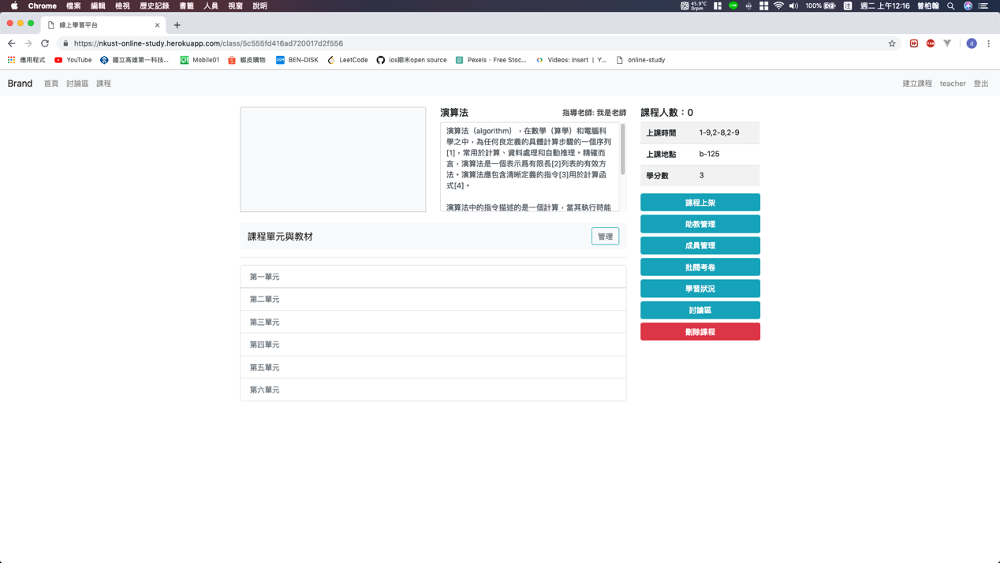 Chrome 檔案 編輯 檢視 歷史記錄 書籤 人員 視窗 說明
45.9°C 0rpm LINE 100% 注 週二 上午12:16 曾柏翰
線上學習平台
https://nkust-online-study.herokuapp.com/class/5c555fd416ad720017d2f556
應用程式 YouTube 國立高雄第一科技... Mobile01 蝦皮購物 BEN-DISK LeetCode ios期末open source Pexels · Free Stoc... Videos: insert | Y... online-study
Brand 首頁 討論區 課程 建立課程 teacher 登出
演算法 指導老師: 我是老師
演算法（algorithm），在數學（算學）和電腦科
學之中，為任何良定義的具體計算步驟的一個序列
[1]，常用於計算、資料處理和自動推理。精確而
言，演算法是一個表示爲有限長[2]列表的有效方
法。演算法應包含清晰定義的指令[3]用於計算函
式[4]。
演算法中的指令描述的是一個計算，當其執行時能
課程人數：0
上課時間 1-9,2-8,2-9
上課地點 b-125
學分數 3
課程上架
助教管理
成員管理
批閱考卷
學習狀況
討論區
刪除課程
課程單元與教材 管理
第一單元
第二單元
第三單元
第四單元
第五單元
第六單元